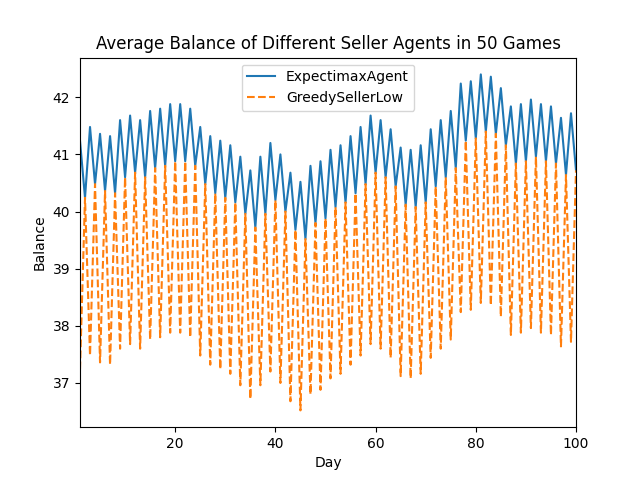 Average Balance of Different Seller Agents in 50 Games
ExpectimaxAgent
GreedySellerLow
42
41
40
39
38
37
Balance
20
40
60
80
100
Day